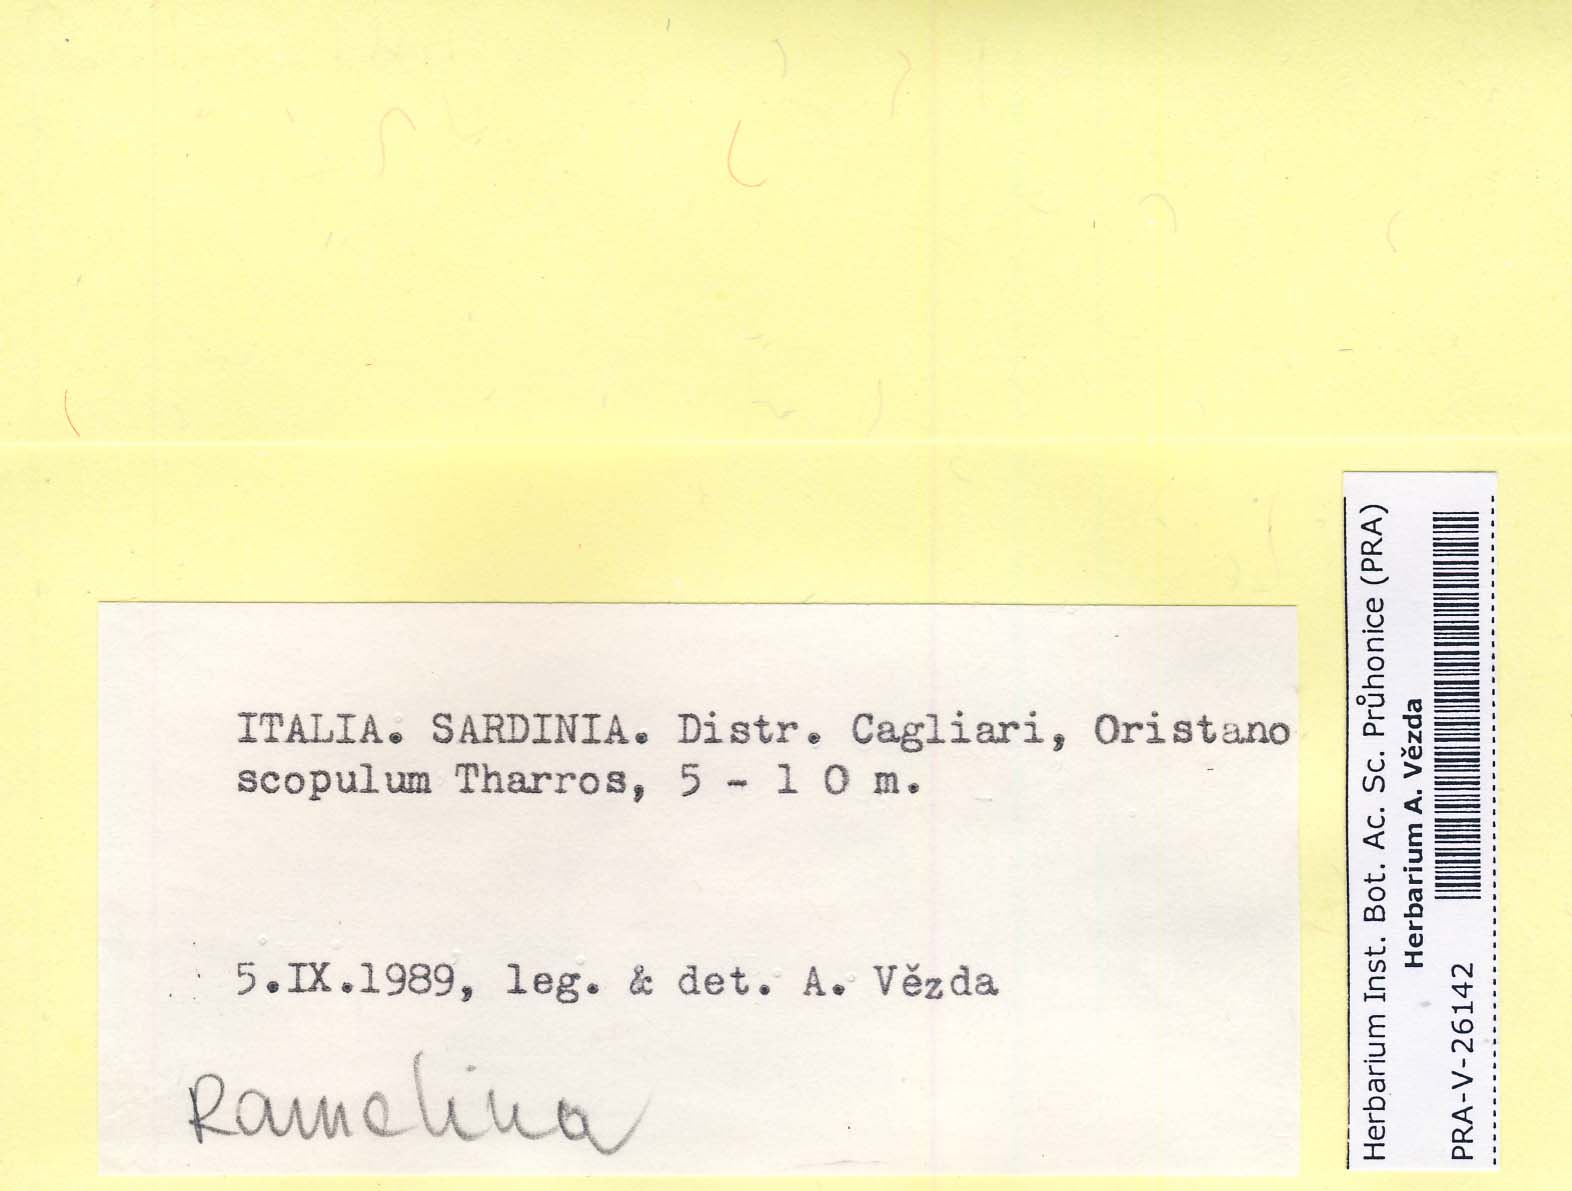 ITALIA. SARDINIA. Distr. Cagliari, Oristano
scopulum Tharros, 5 - 1 0 m.
5.IX.1989, leg. & det. A. Vězda
Ramalina
Herbarium Inst. Bot. Ac. Sc. Průhonice (PRA)
Herbarium A. Vězda
PRA-V-26142